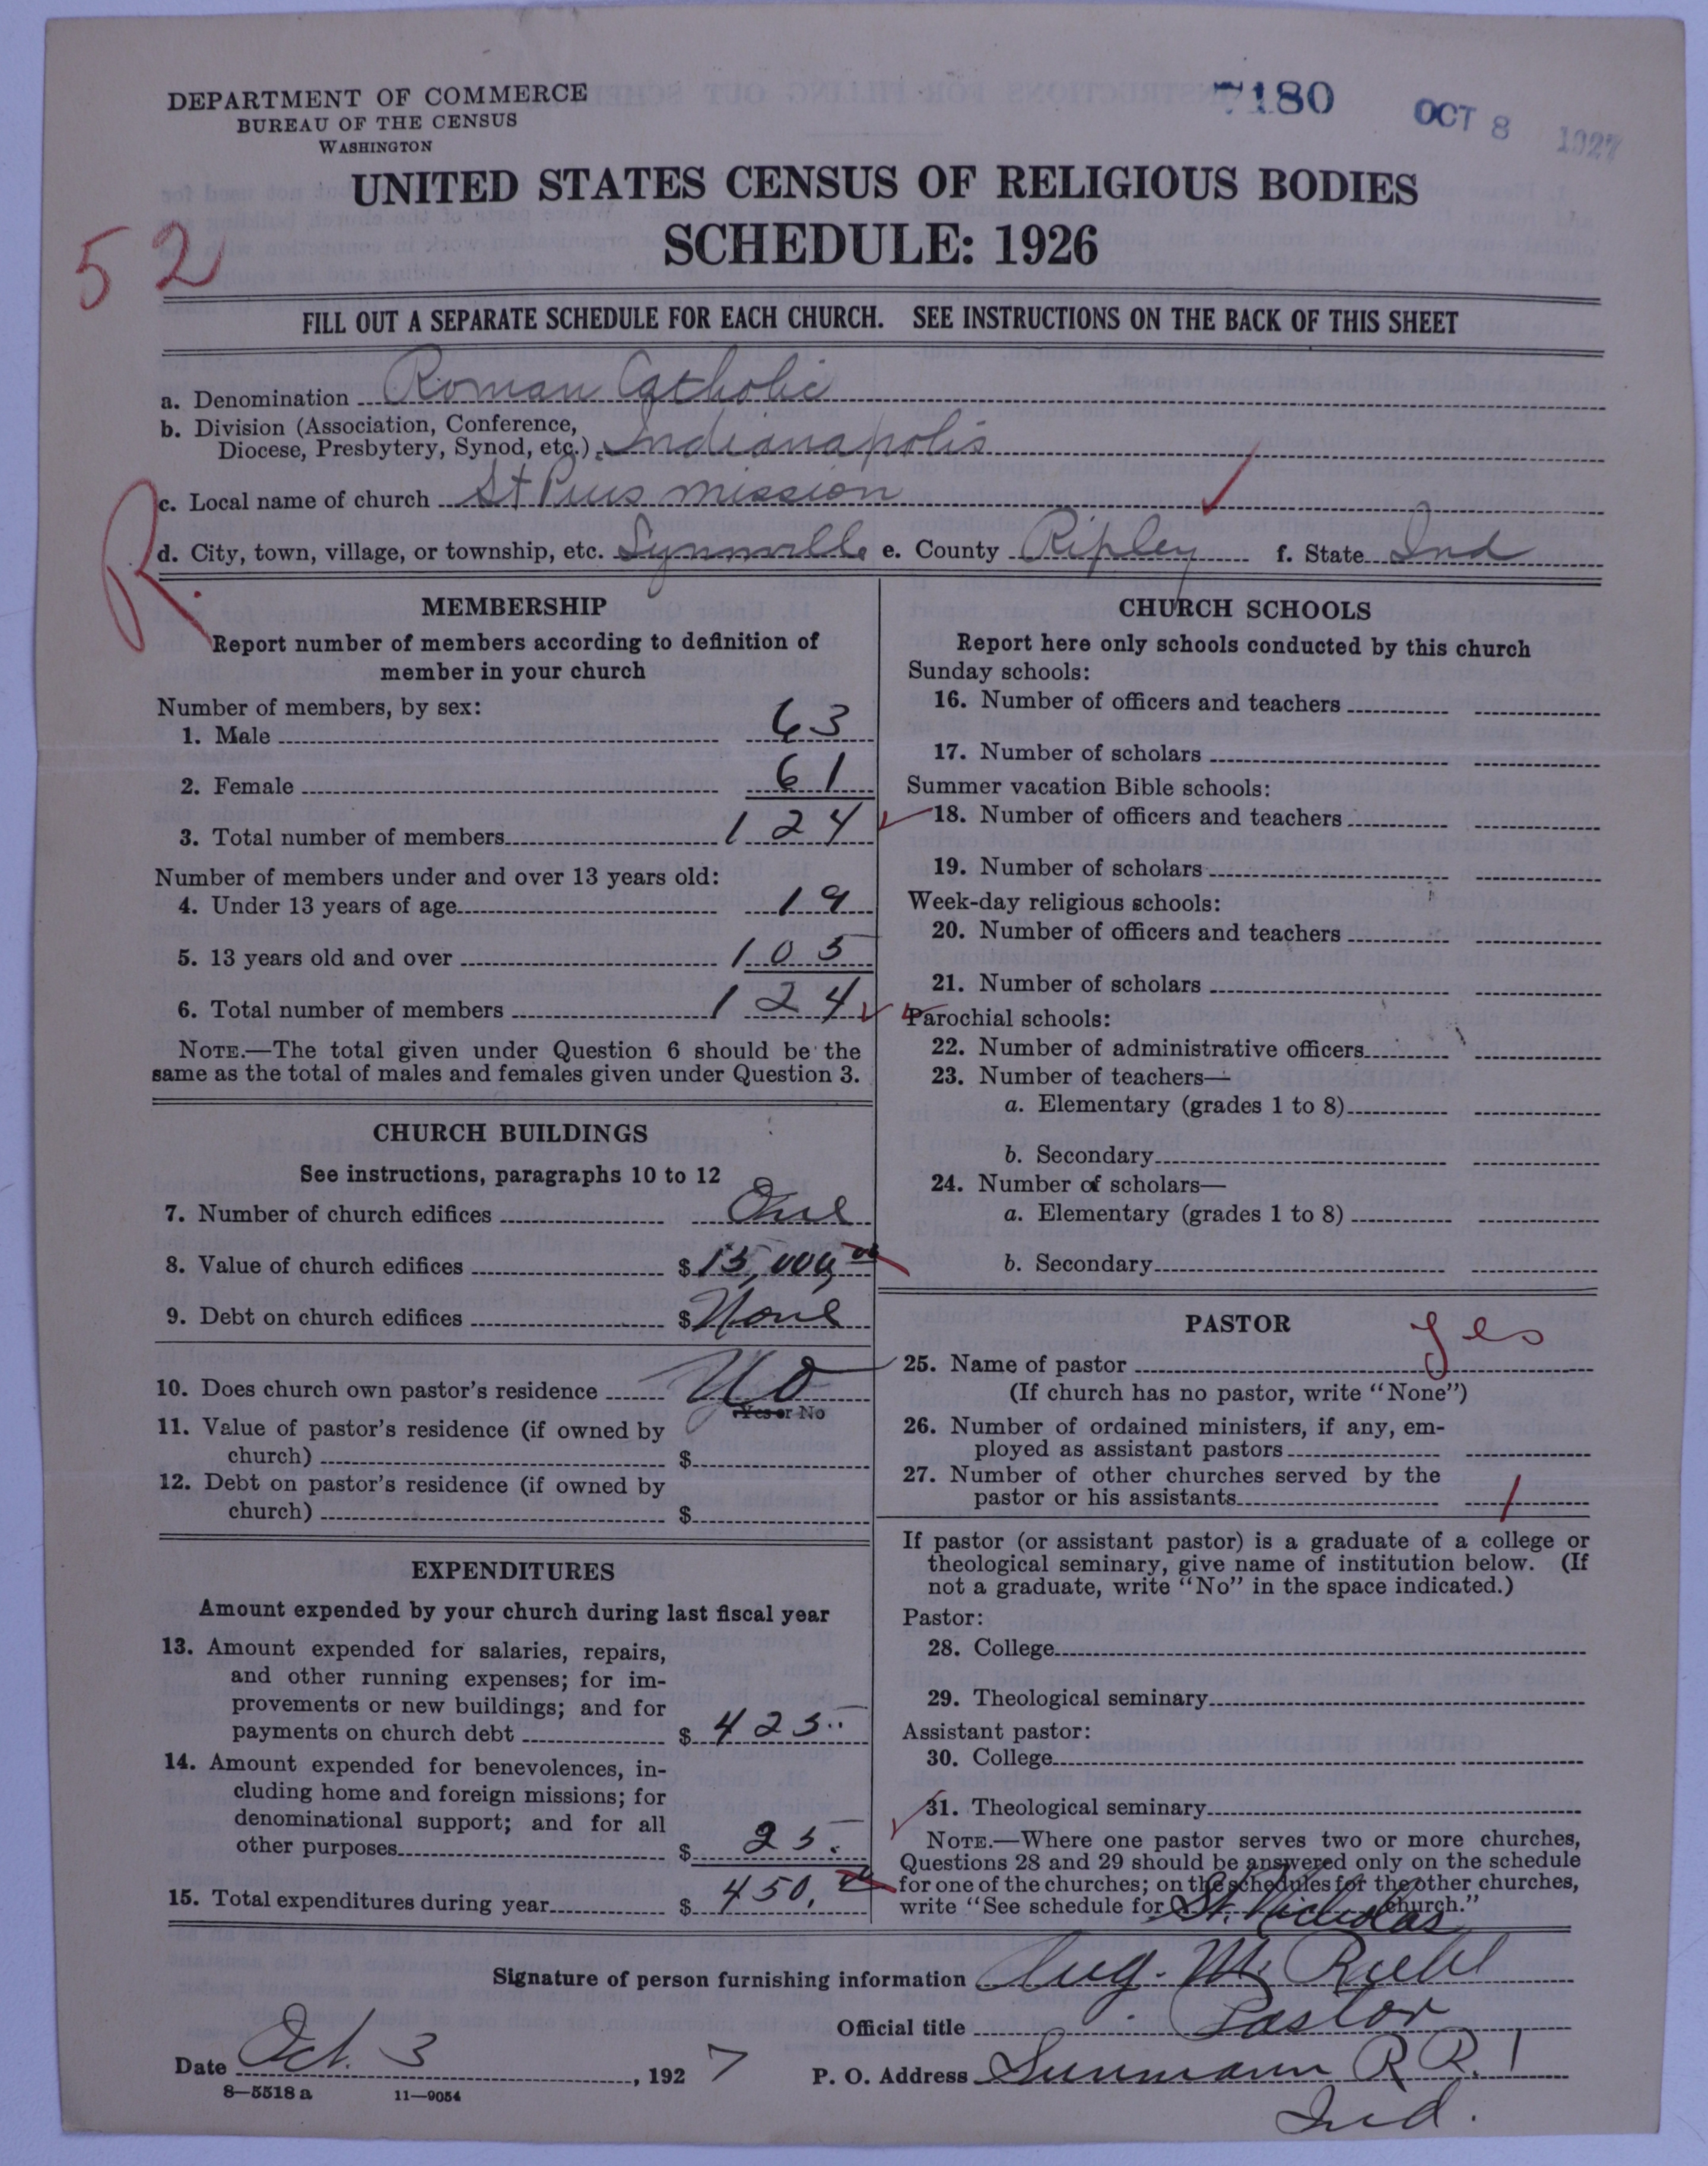 DEPARTMENT OF COMMERCE
BUREAU OF THE CENSUS
WASHINGTON
7180
OCT 8 1927
UNITED STATES CENSUS OF RELIGIOUS BODIES
SCHEDULE: 1926
52
FILL OUT A SEPARATE SCHEDULE FOR EACH CHURCH. SEE INSTRUCTIONS ON THE BACK OF THIS SHEET
a. Denomination Roman Catholic
b. Division (Association, Conference,
Diocese, Presbytery, Synod, etc.) Indianapolis
c. Local name of church St Pius mission
R.
d. City, town, village, or township, etc. e. County Ripley f. State Ind
MEMBERSHIP
Report number of members according to definition of
member in your church
Number of members, by sex:
1. Male 63
2. Female 61
3. Total number of members 124
Number of members under and over 13 years old:
4. Under 13 years of age 19
5. 13 years old and over 105
6. Total number of members 124
NOTE.—The total given under Question 6 should be the
same as the total of males and females given under Question 3.
CHURCH BUILDINGS
See instructions, paragraphs 10 to 12
7. Number of church edifices One
8. Value of church edifices $15,000,00
9. Debt on church edifices $None
10. Does church own pastor's residence No
Yes or No
11. Value of pastor's residence (if owned by
church) $
12. Debt on pastor's residence (if owned by
church) $
EXPENDITURES
Amount expended by your church during last fiscal year
13. Amount expended for salaries, repairs,
and other running expenses; for im-
provements or new buildings; and for
payments on church debt $ 425..
14. Amount expended for benevolences, in-
cluding home and foreign missions; for
denominational support; and for all
other purposes $ 25.
15. Total expenditures during year $ 450,00
CHURCH SCHOOLS
Report here only schools conducted by this church
Sunday schools:
16. Number of officers and teachers
17. Number of scholars
Summer vacation Bible schools:
18. Number of officers and teachers
19. Number of scholars
Week-day religious schools:
20. Number of officers and teachers
21. Number of scholars
Parochial schools:
22. Number of administrative officers
23. Number of teachers—
a. Elementary (grades 1 to 8)
b. Secondary
24. Number of scholars—
a. Elementary (grades 1 to 8)
b. Secondary
PASTOR
25. Name of pastor yes
(If church has no pastor, write "None")
26. Number of ordained ministers, if any, em-
ployed as assistant pastors
27. Number of other churches served by the
pastor or his assistants 1
If pastor (or assistant pastor) is a graduate of a college or
theological seminary, give name of institution below. (If
not a graduate, write "No" in the space indicated.)
Pastor:
28. College
29. Theological seminary
Assistant pastor:
30. College
31. Theological seminary
NOTE.—Where one pastor serves two or more churches,
Questions 28 and 29 should be answered only on the schedule
for one of the churches; on the schedules for the other churches,
write "See schedule for St. Nicholas church."
Signature of person furnishing information Aug. M. Riehl
Official title Pastor
Date Oct. 3, 1927 P. O. Address Sunmann R R. 1
Ind.
8—5518 a 11—9054